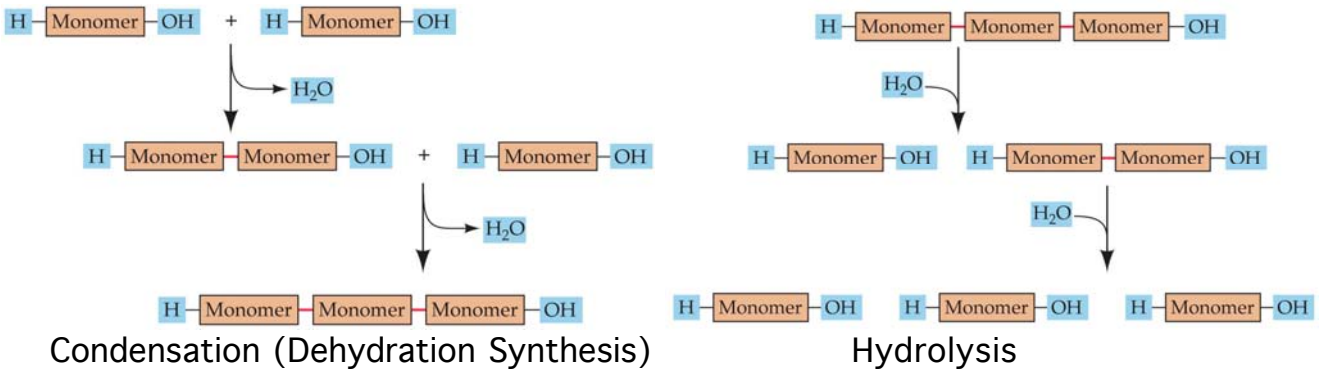 H Monomer OH + H Monomer OH
H₂O
H Monomer Monomer OH + H Monomer OH
H₂O
H Monomer Monomer Monomer OH
Condensation (Dehydration Synthesis)
H Monomer Monomer Monomer OH
H₂O
H Monomer OH H Monomer Monomer OH
H₂O
H Monomer OH H Monomer OH H Monomer OH
Hydrolysis